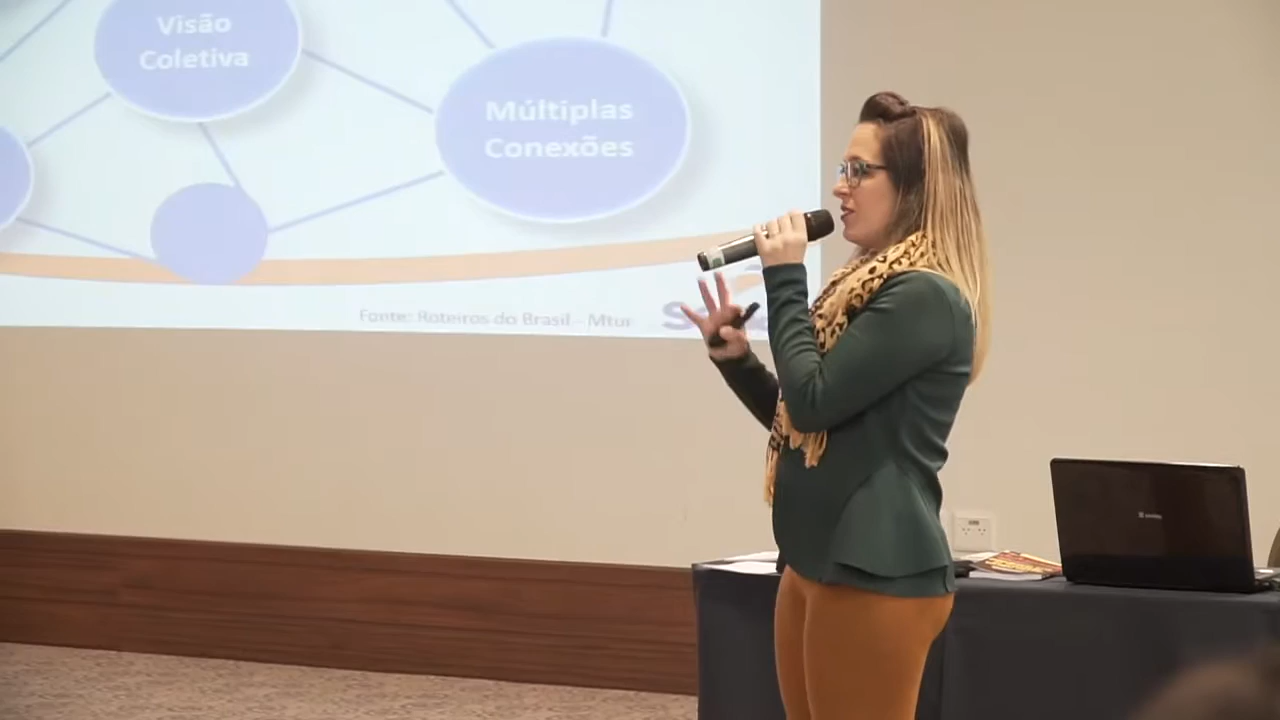 Visão
Coletiva
Múltiplas
Conexões
Fonte: Roteiros do Brasil - Mtur